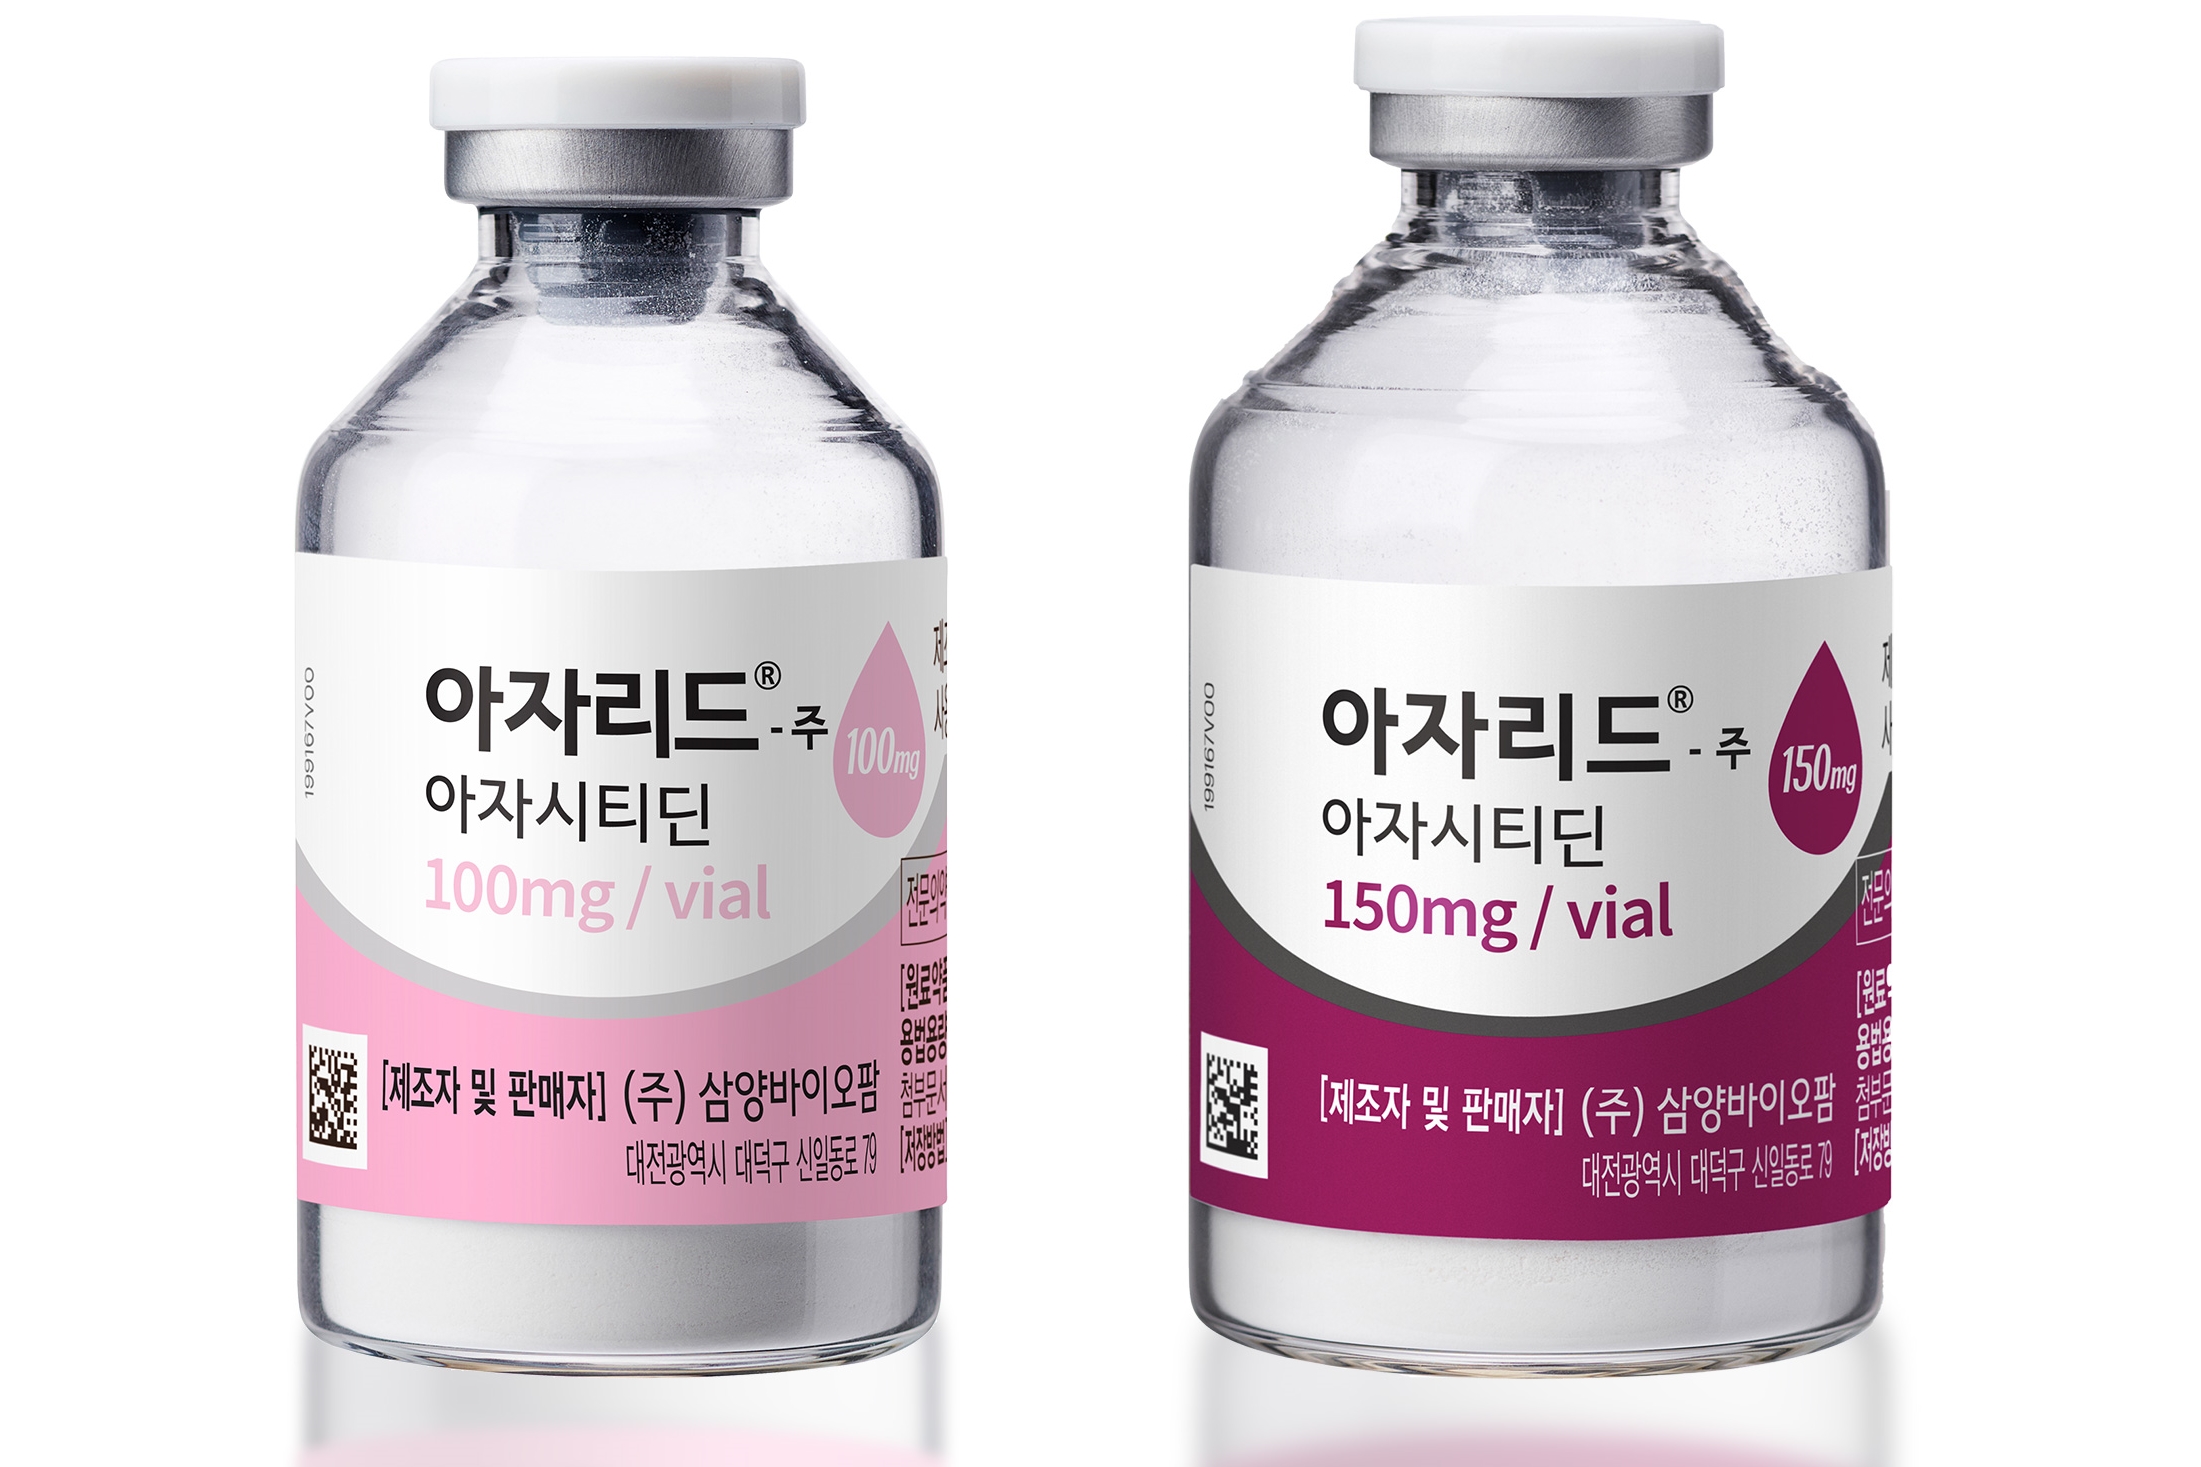 아자리드®-주
100mg
아자시티딘
100mg / vial
[제조자 및 판매자] (주) 삼양바이오팜
대전광역시 대덕구 신일동로 79
199167V00
아자리드®-주
150mg
아자시티딘
150mg / vial
[제조자 및 판매자] (주) 삼양바이오팜
대전광역시 대덕구 신일동로 79
199167V00